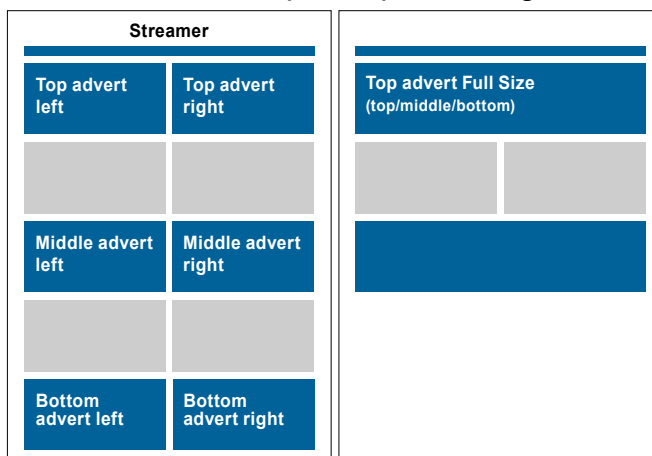 Streamer
Top advert
left
Top advert
right
Middle advert
left
Middle advert
right
Bottom
advert left
Bottom
advert right
Top advert Full Size
(top/middle/bottom)